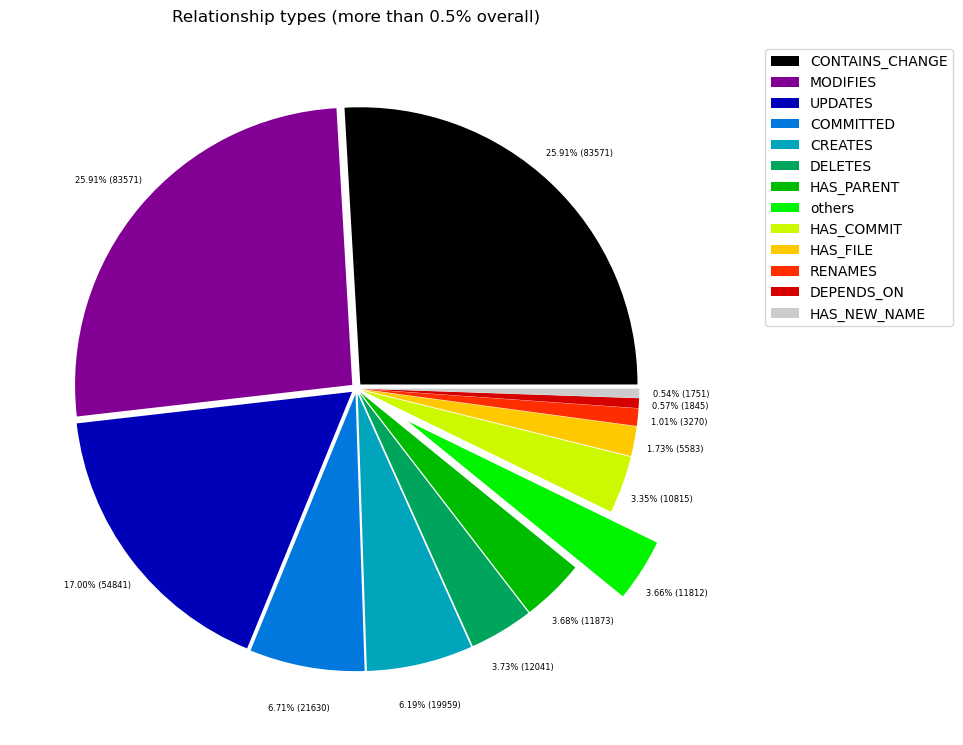 Relationship types (more than 0.5% overall)
CONTAINS_CHANGE
MODIFIES
UPDATES
COMMITTED
CREATES
DELETES
HAS_PARENT
others
HAS_COMMIT
HAS_FILE
RENAMES
DEPENDS_ON
HAS_NEW_NAME
25.91% (83571)
25.91% (83571)
17.00% (54841)
6.71% (21630)
6.19% (19959)
3.73% (12041)
3.68% (11873)
3.66% (11812)
3.35% (10815)
1.73% (5583)
1.01% (3270)
0.57% (1845)
0.54% (1751)